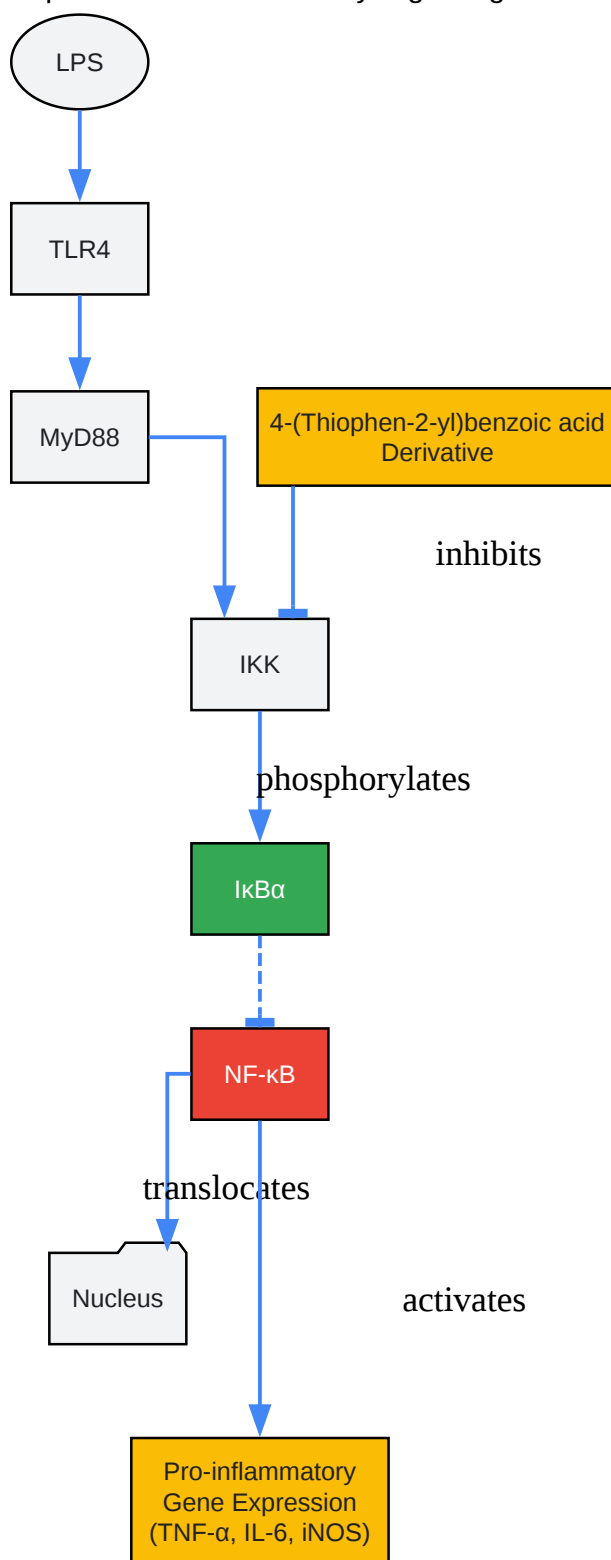 LPS
TLR4
MyD88
4-(Thiophen-2-yl)benzoic acid
Derivative
inhibits
IKK
phosphorylates
IκBα
NF-κB
translocates
Nucleus
activates
Pro-inflammatory
Gene Expression
(TNF-α, IL-6, iNOS)